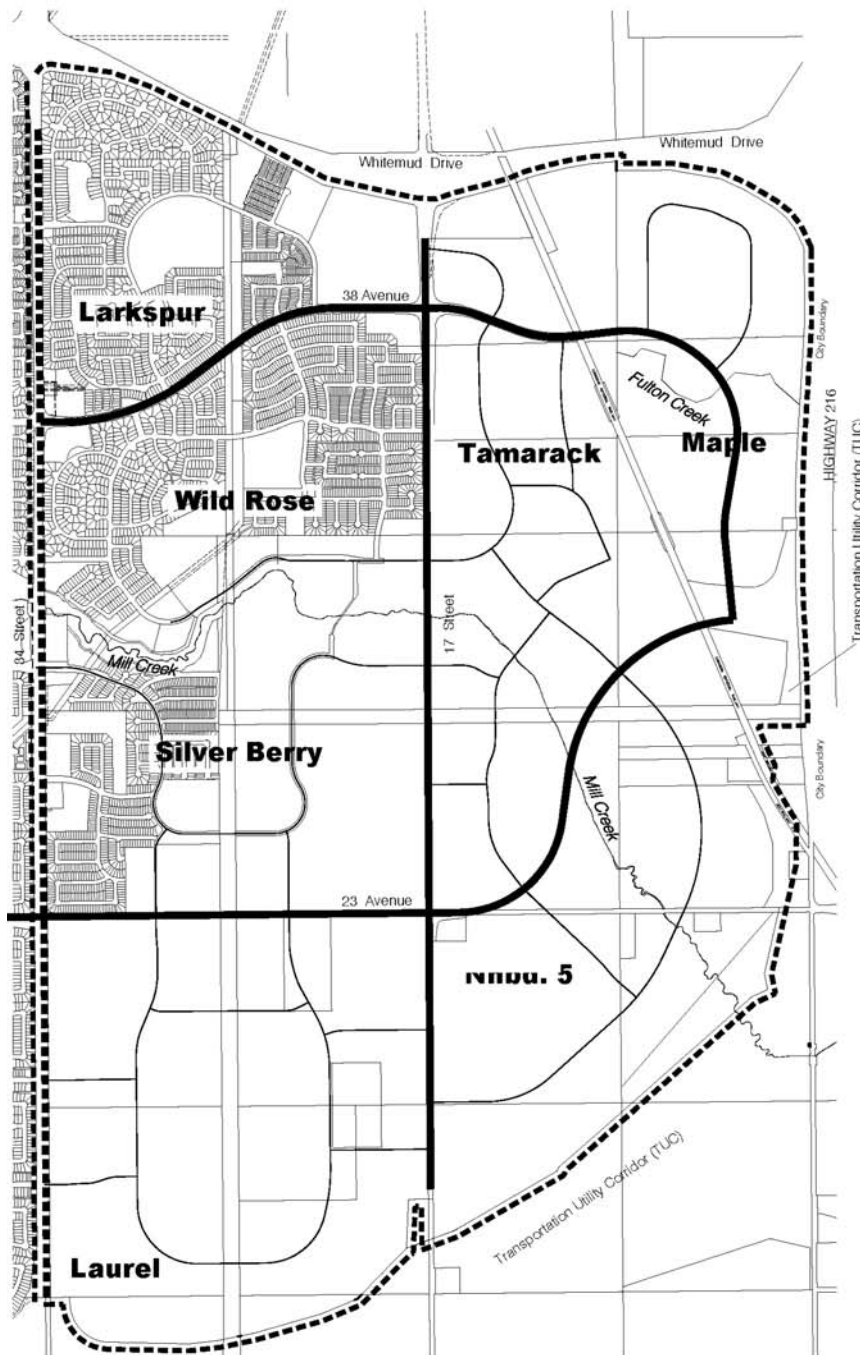 Whitemud Drive
Whitemud Drive
38 Avenue
Larkspur
City Boundary
Fulton Creek
HIGHWAY 216
Transportation Utility Corridor (TUC)
Tamarack
Maple
Wild Rose
34 Street
17 Street
Mill Creek
Silver Berry
City Boundary
Mill Creek
23 Avenue
5
Transportation Utility Corridor (TUC)
Laurel